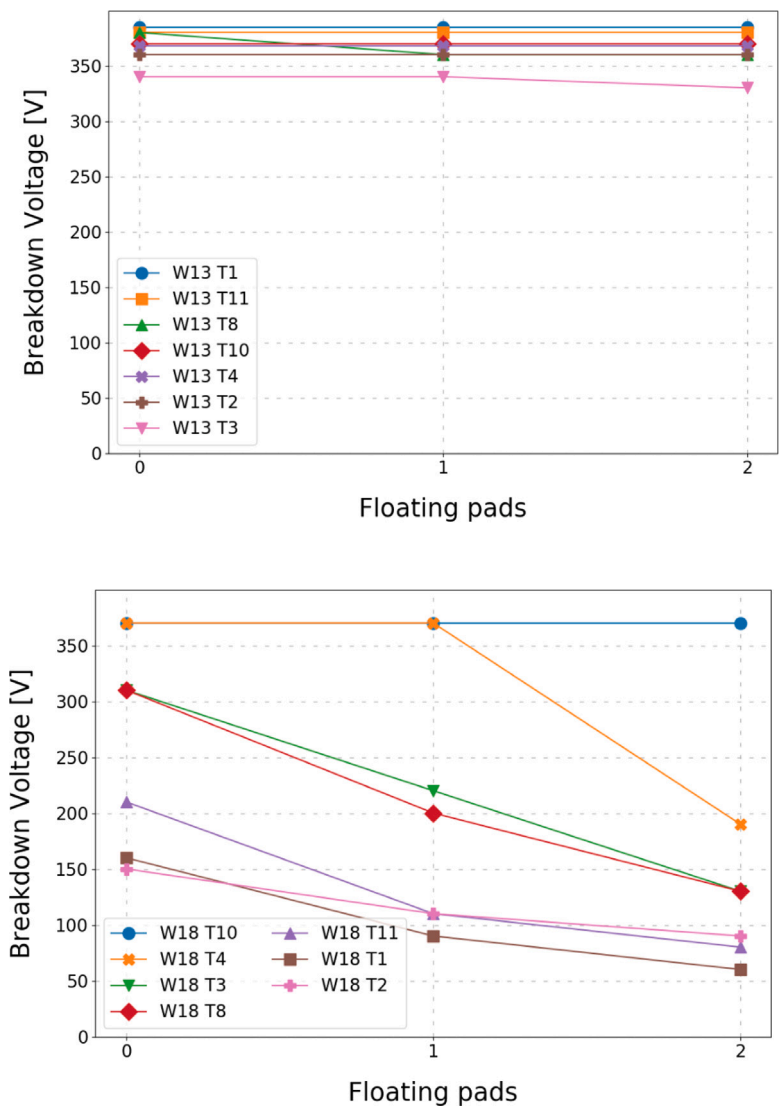 Breakdown Voltage [V]
350
300
250
200
150
100
50
0
W13 T1
W13 T11
W13 T8
W13 T10
W13 T4
W13 T2
W13 T3
0 1 2
Floating pads
Breakdown Voltage [V]
350
300
250
200
150
100
50
0
W18 T10 W18 T11
W18 T4 W18 T1
W18 T3 W18 T2
W18 T8
0 1 2
Floating pads